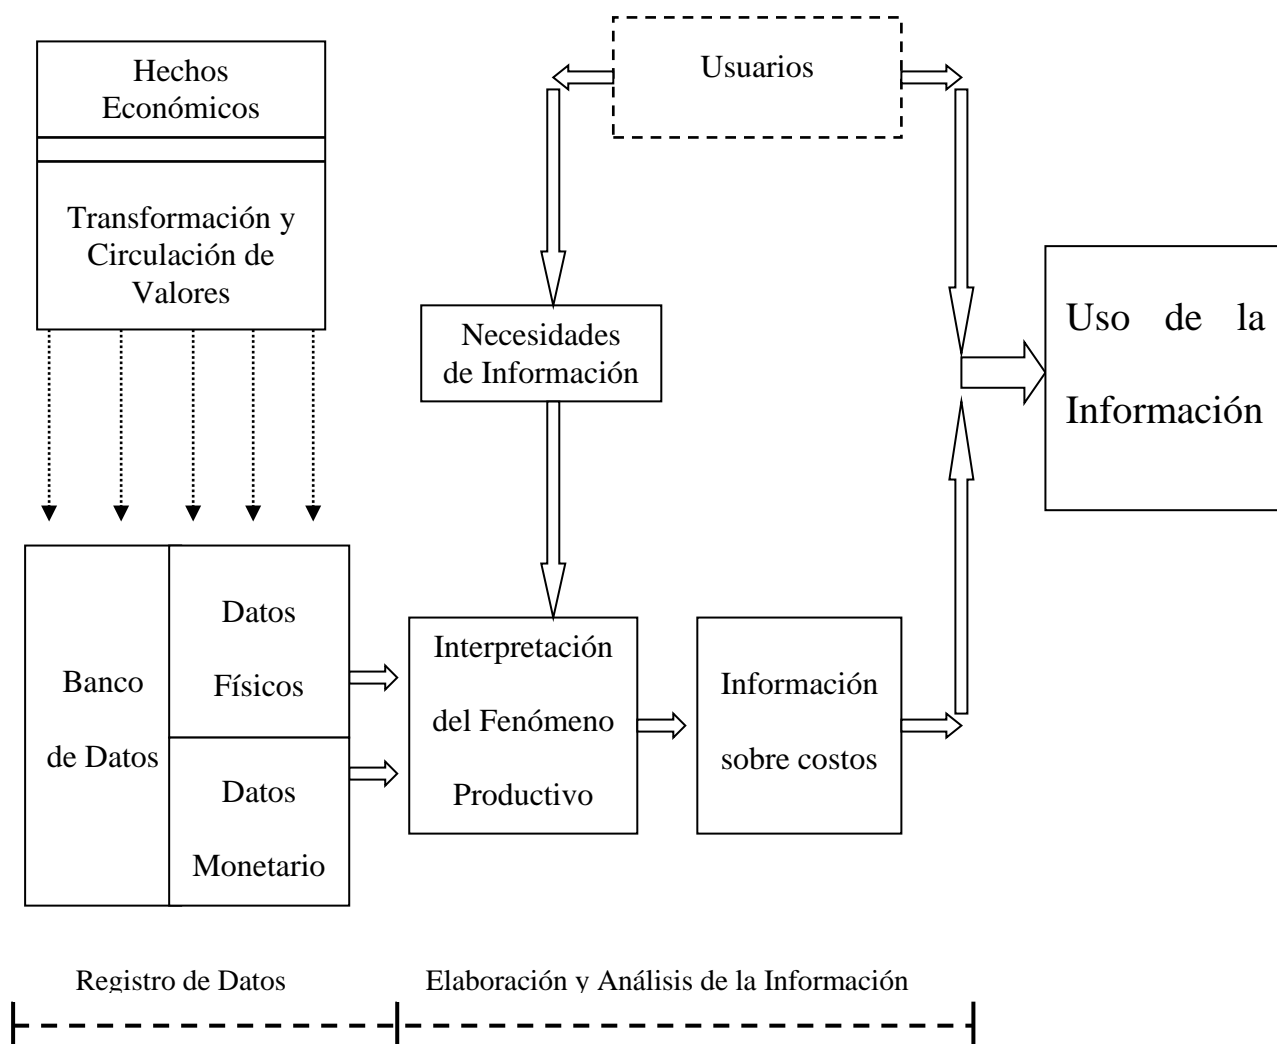 Hechos
Económicos
Transformación y
Circulación de
Valores
Usuarios
Necesidades
de Información
Uso de la
Información
Banco
de Datos
Datos
Físicos
Datos
Monetario
Interpretación
del Fenómeno
Productivo
Información
sobre costos
Registro de Datos
Elaboración y Análisis de la Información